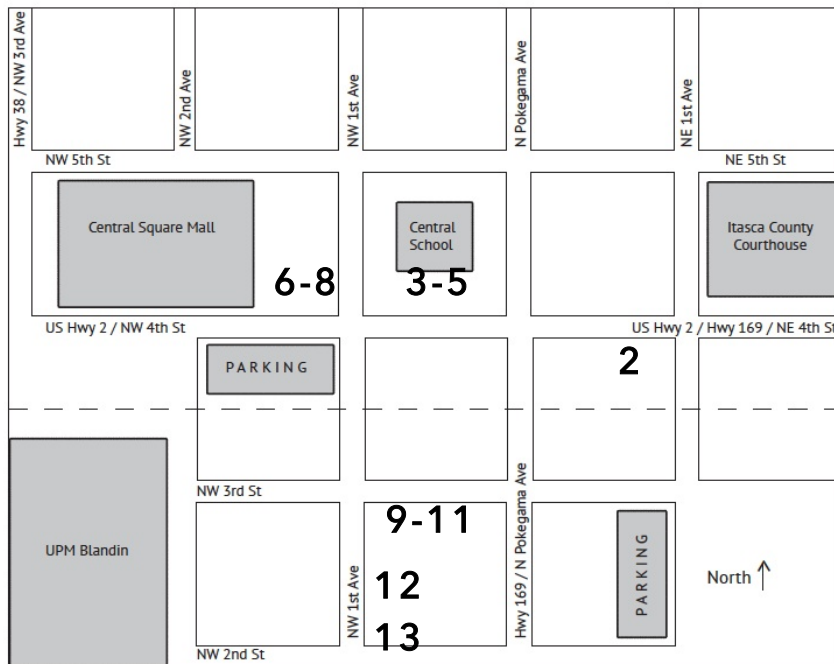 Hwy 38 / NW 3rd Ave
NW 2nd Ave
NW 1st Ave
N Pokegama Ave
NE 1st Ave
NW 5th St
NE 5th St
Central Square Mall
Central
School
Itasca County
Courthouse
6-8
3-5
US Hwy 2 / NW 4th St
US Hwy 2 / Hwy 169 / NE 4th St
PARKING
2
NW 3rd St
Hwy 169 / N Pokegama Ave
9-11
UPM Blandin
NW 1st Ave
12
PARKING
North
13
NW 2nd St